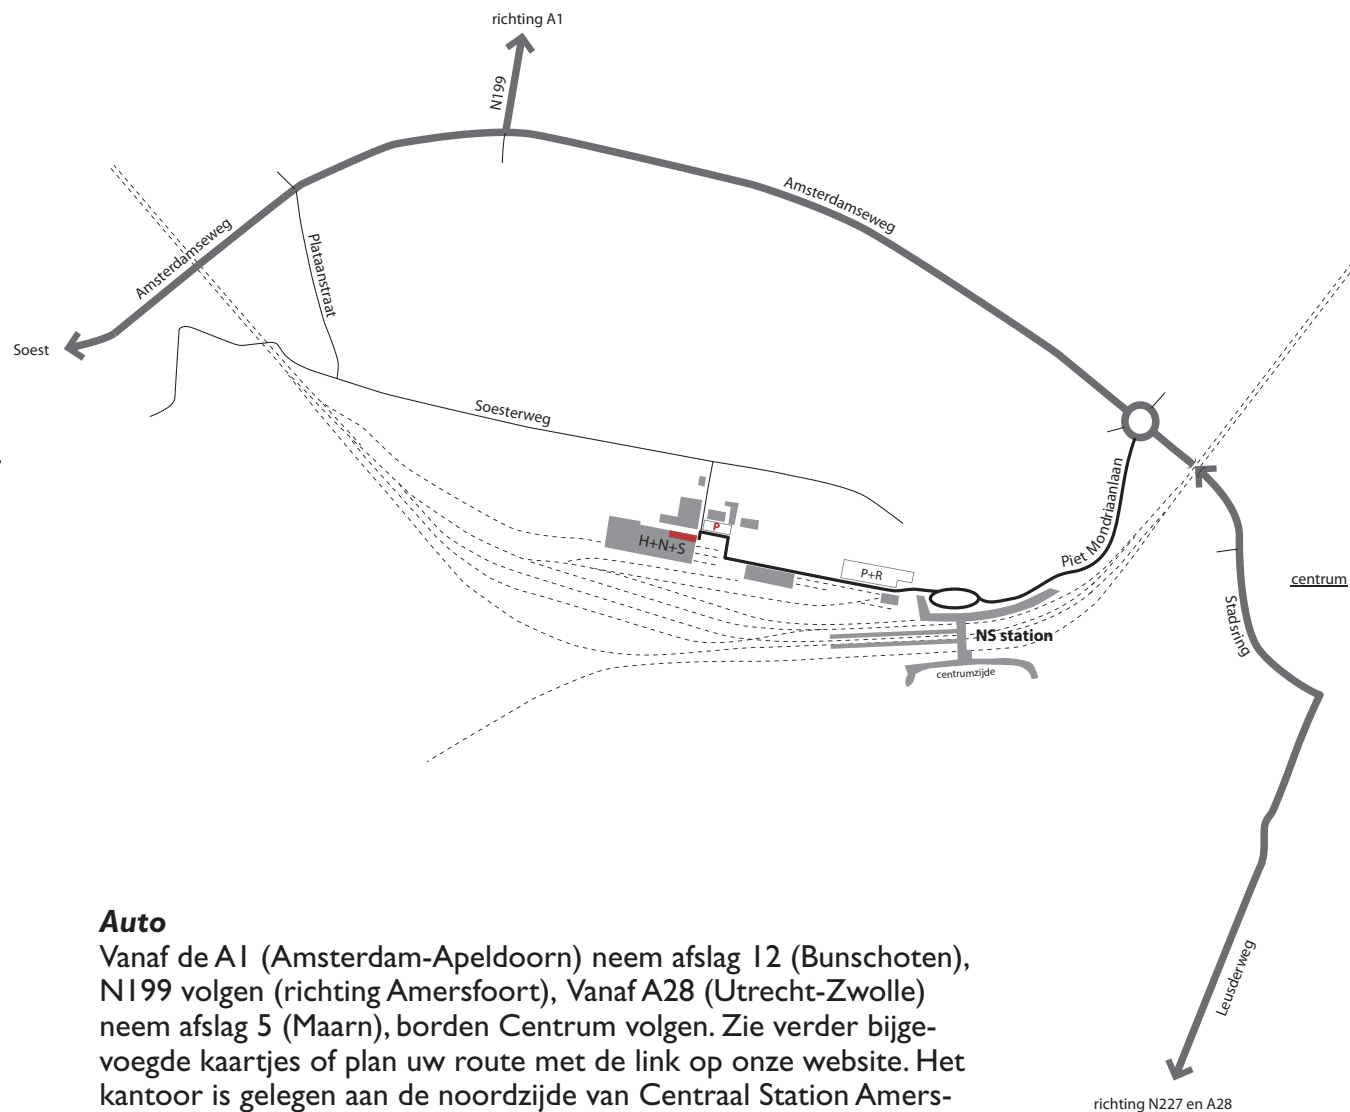 richting A1
N199
Amsterdamseweg
Amsterdamseweg
Plataanstraat
Soest
Soesterweg
Piet Mondriaanlaan
P
H+N+S
P+R
centrum
Stadsring
NS station
centrumzijde
Leusderweg
richting N227 en A28
Auto
Vanaf de A1 (Amsterdam-Apeldoorn) neem afslag 12 (Bunschoten),
N199 volgen (richting Amersfoort), Vanaf A28 (Utrecht-Zwolle)
neem afslag 5 (Maarn), borden Centrum volgen. Zie verder bijge-
voegde kaartjes of plan uw route met de link op onze website. Het
kantoor is gelegen aan de noordzijde van Centraal Station Amers-